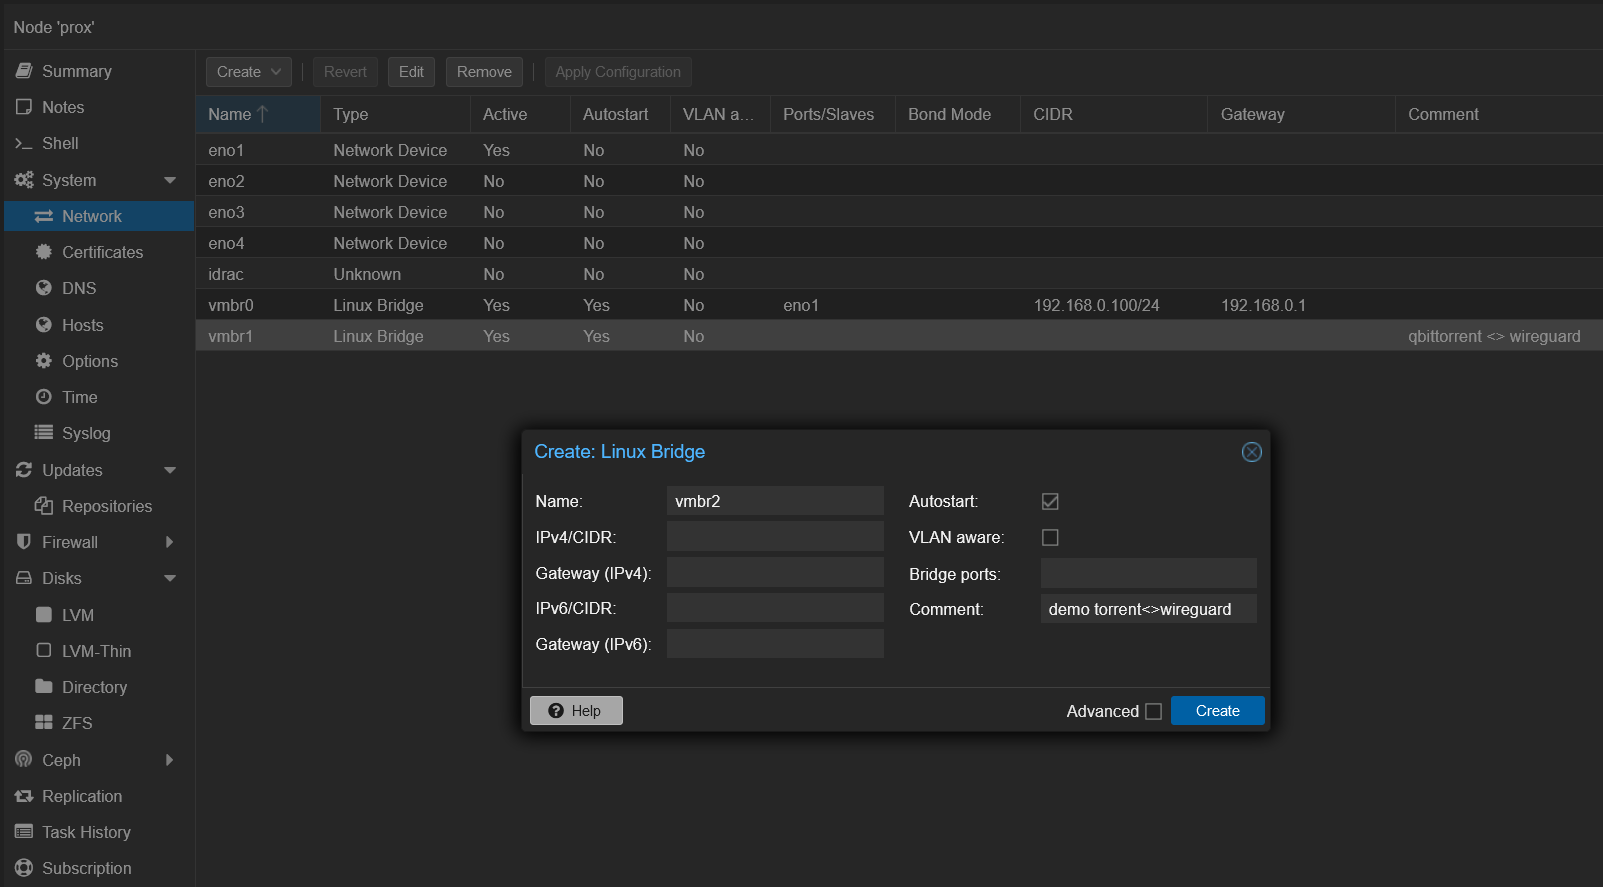 Node 'prox'
Summary
Notes
Shell
System
Network
Certificates
DNS
Hosts
Options
Time
Syslog
Updates
Repositories
Firewall
Disks
LVM
LVM-Thin
Directory
ZFS
Ceph
Replication
Task History
Subscription
Create Revert Edit Remove Apply Configuration
Name Type Active Autostart VLAN a... Ports/Slaves Bond Mode CIDR Gateway Comment
eno1 Network Device Yes No No
eno2 Network Device No No No
eno3 Network Device No No No
eno4 Network Device No No No
idrac Unknown No No No
vmbr0 Linux Bridge Yes Yes No eno1 192.168.0.100/24 192.168.0.1
vmbr1 Linux Bridge Yes Yes No qbittorrent <> wireguard
Create: Linux Bridge
Name: vmbr2
IPv4/CIDR:
Gateway (IPv4):
IPv6/CIDR:
Gateway (IPv6):
Autostart:
VLAN aware:
Bridge ports:
Comment: demo torrent<>wireguard
Help Advanced Create